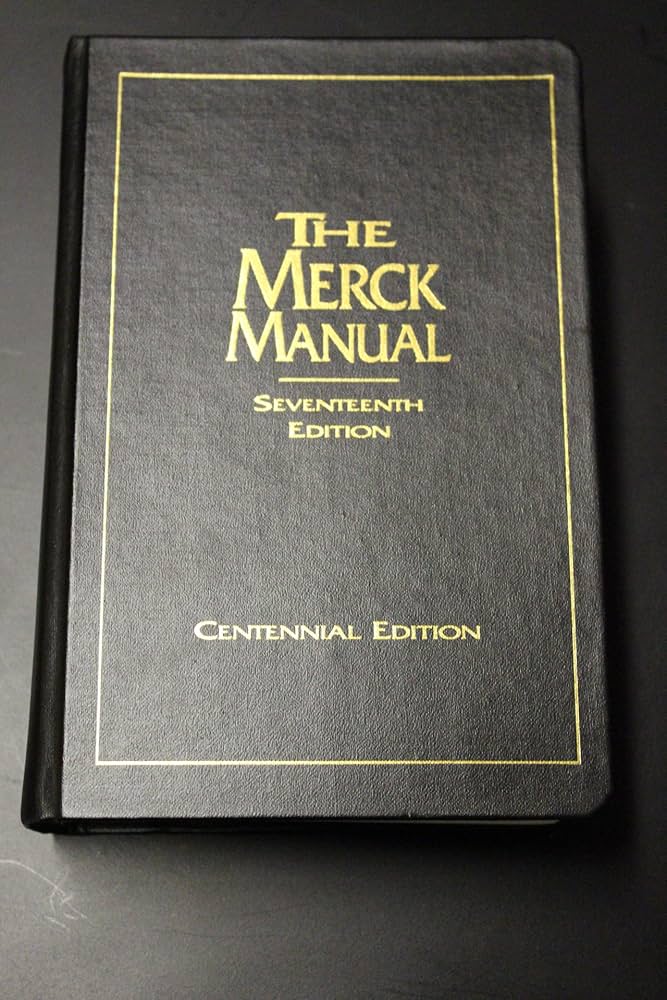 THE
MERCK
MANUAL
SEVENTEENTH
EDITION
CENTENNIAL EDITION